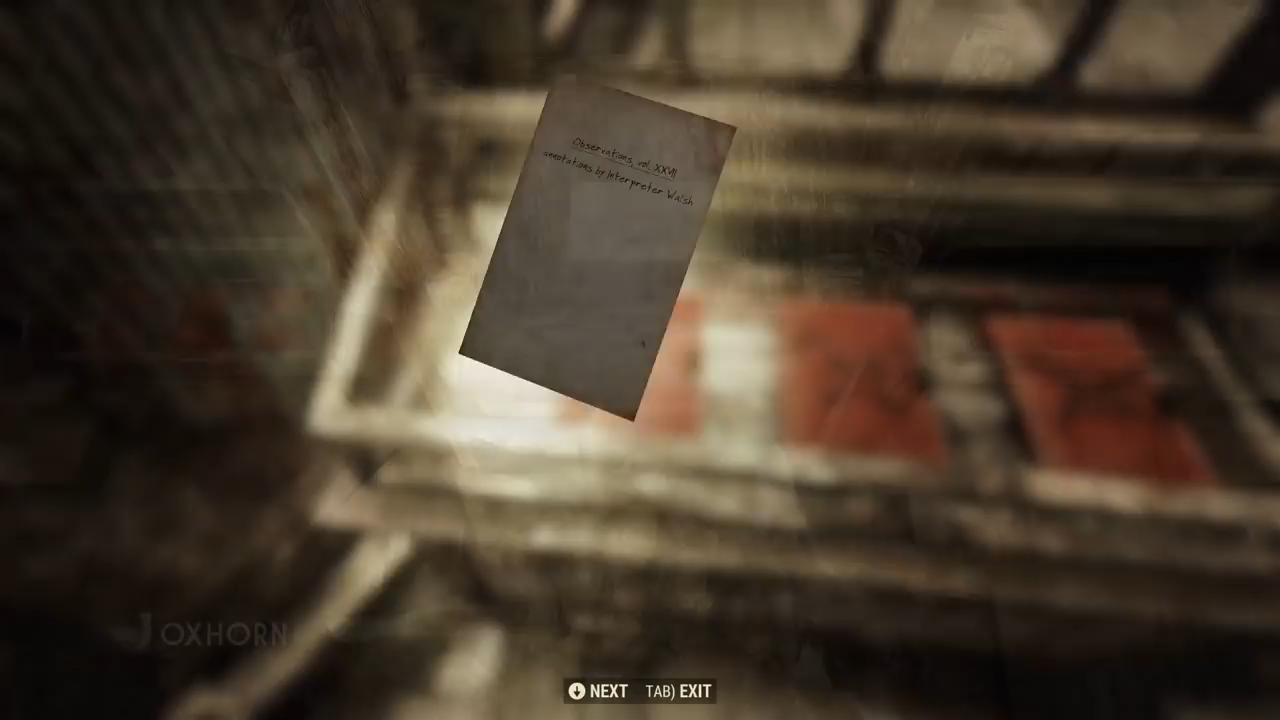 Observations, vol. XXVII
annotations by Interpreter Walsh
OXHORN
NEXT TAB) EXIT